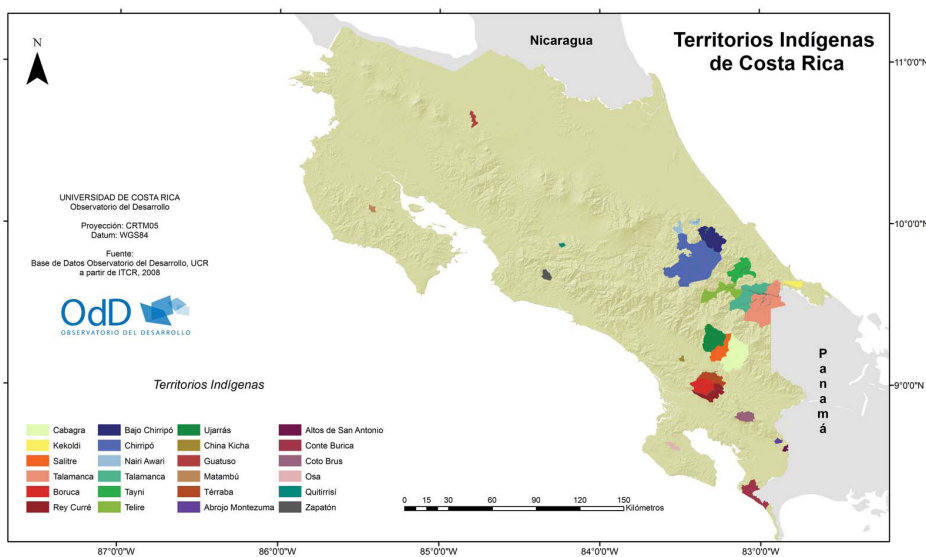 N
Nicaragua
Territorios Indígenas
de Costa Rica
11°0'0"N
UNIVERSIDAD DE COSTA RICA
Observatorio del Desarrollo
Proyección: CRTM05
Datum: WGS84
Fuente:
Base de Datos Observatorio del Desarrollo, UCR
a partir de ITCR, 2008
10°0'0"N
OdD
OBSERVATORIO DEL DESARROLLO
Panamá
9°0'0"N
Territorios Indígenas
Cabagra
Kekoldi
Salitre
Talamanca
Boruca
Rey Curré
Bajo Chirripó
Chirripó
Nairi Awari
Talamanca
Tayni
Telire
Ujarrás
China Kicha
Guatuso
Matambú
Térraba
Abrojo Montezuma
Altos de San Antonio
Conte Burica
Coto Brus
Osa
Quitirrisí
Zapatón
0 15 30 60 90 120 150
Kilómetros
87°0'0"W 86°0'0"W 85°0'0"W 84°0'0"W 83°0'0"W